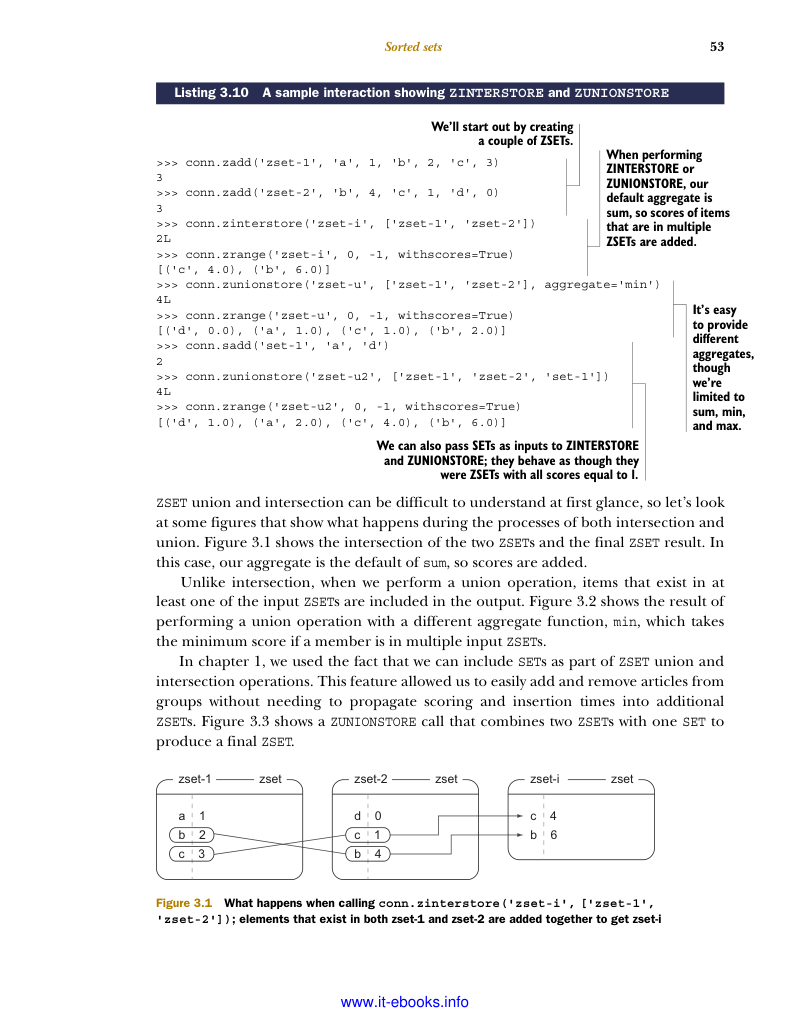 Sorted sets 53
Listing 3.10 A sample interaction showing ZINTERSTORE and ZUNIONSTORE
We'll start out by creating
a couple of ZSETs.
>>> conn.zadd('zset-1', 'a', 1, 'b', 2, 'c', 3)
3
>>> conn.zadd('zset-2', 'b', 4, 'c', 1, 'd', 0)
3
>>> conn.zinterstore('zset-i', ['zset-1', 'zset-2'])
2L
>>> conn.zrange('zset-i', 0, -1, withscores=True)
[('c', 4.0), ('b', 6.0)]
When performing
ZINTERSTORE or
ZUNIONSTORE, our
default aggregate is
sum, so scores of items
that are in multiple
ZSETs are added.
>>> conn.zunionstore('zset-u', ['zset-1', 'zset-2'], aggregate='min')
4L
>>> conn.zrange('zset-u', 0, -1, withscores=True)
[('d', 0.0), ('a', 1.0), ('c', 1.0), ('b', 2.0)]
>>> conn.sadd('set-1', 'a', 'd')
2
>>> conn.zunionstore('zset-u2', ['zset-1', 'zset-2', 'set-1'])
4L
>>> conn.zrange('zset-u2', 0, -1, withscores=True)
[('d', 1.0), ('a', 2.0), ('c', 4.0), ('b', 6.0)]
It's easy
to provide
different
aggregates,
though
we're
limited to
sum, min,
and max.
We can also pass SETs as inputs to ZINTERSTORE
and ZUNIONSTORE; they behave as though they
were ZSETs with all scores equal to 1.
ZSET union and intersection can be difficult to understand at first glance, so let's look
at some figures that show what happens during the processes of both intersection and
union. Figure 3.1 shows the intersection of the two ZSETs and the final ZSET result. In
this case, our aggregate is the default of sum, so scores are added.
Unlike intersection, when we perform a union operation, items that exist in at
least one of the input ZSETs are included in the output. Figure 3.2 shows the result of
performing a union operation with a different aggregate function, min, which takes
the minimum score if a member is in multiple input ZSETs.
In chapter 1, we used the fact that we can include SETs as part of ZSET union and
intersection operations. This feature allowed us to easily add and remove articles from
groups without needing to propagate scoring and insertion times into additional
ZSETs. Figure 3.3 shows a ZUNIONSTORE call that combines two ZSETs with one SET to
produce a final ZSET.
zset-1 zset
a 1
b 2
c 3
zset-2 zset
d 0
c 1
b 4
zset-i zset
c 4
b 6
Figure 3.1 What happens when calling conn.zinterstore('zset-i', ['zset-1',
'zset-2']); elements that exist in both zset-1 and zset-2 are added together to get zset-i
www.it-ebooks.info